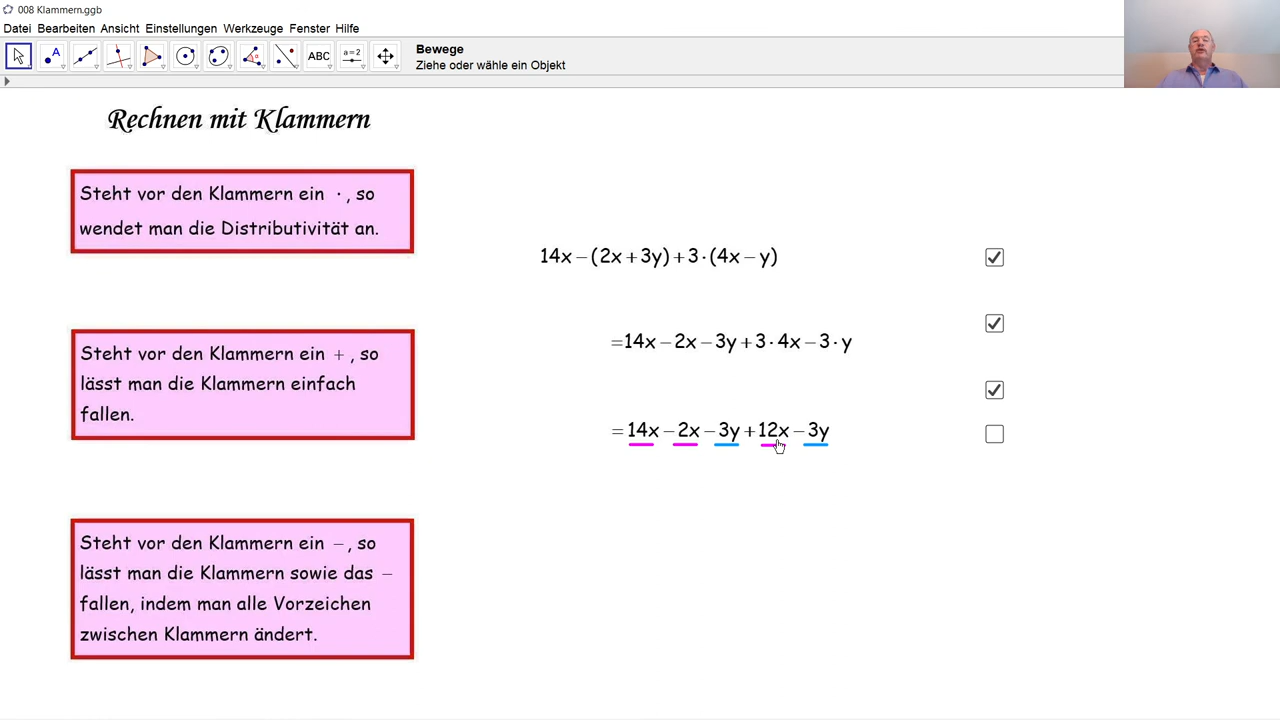 008 Klammern.ggb
Datei Bearbeiten Ansicht Einstellungen Werkzeuge Fenster Hilfe
A
ABC
a=2
Bewege
Ziehe oder wähle ein Objekt
Rechnen mit Klammern
Steht vor den Klammern ein · , so
wendet man die Distributivität an.
Steht vor den Klammern ein + , so
lässt man die Klammern einfach
fallen.
Steht vor den Klammern ein − , so
lässt man die Klammern sowie das −
fallen, indem man alle Vorzeichen
zwischen Klammern ändert.
14x − (2x + 3y) + 3 · (4x − y)
= 14x − 2x − 3y + 3 · 4x − 3 · y
= 14x − 2x − 3y + 12x − 3y